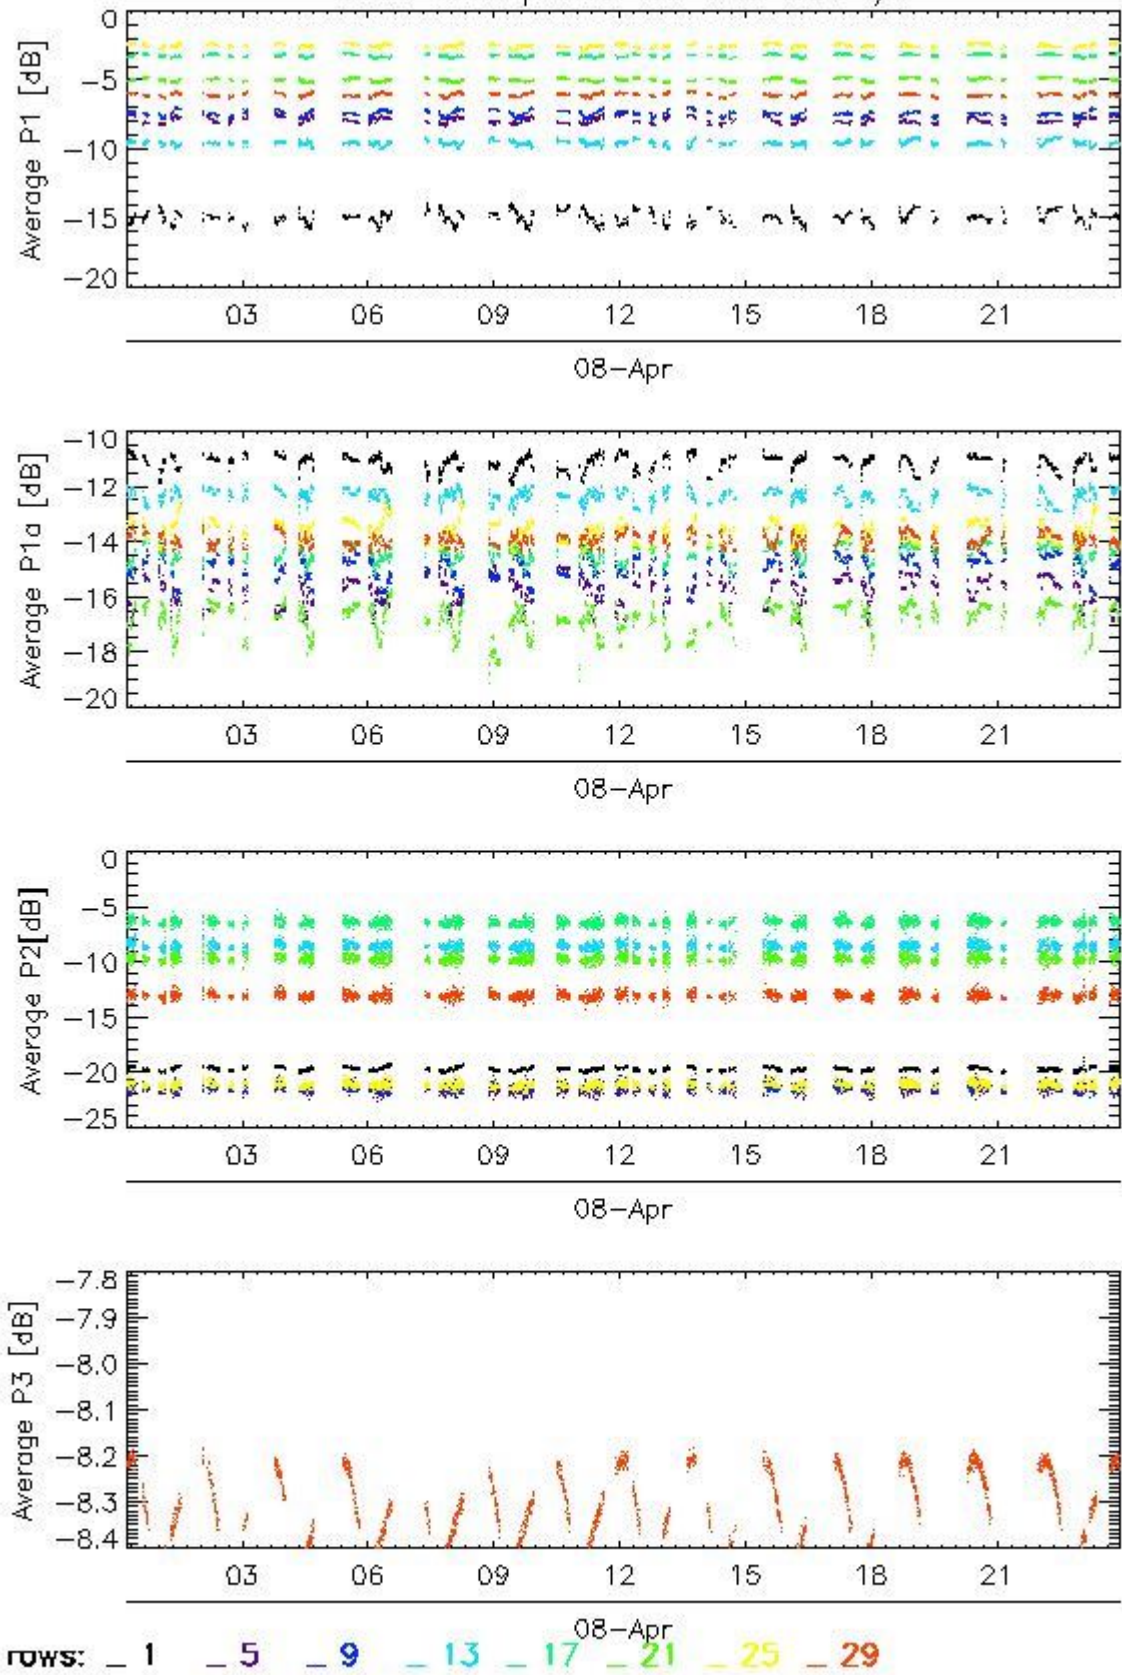 0
−5
−10
−15
−20
Average P1 [dB]
03 06 09 12 15 18 21
08−Apr
−10
−12
−14
−16
−18
−20
Average P1a [dB]
03 06 09 12 15 18 21
08−Apr
0
−5
−10
−15
−20
−25
Average P2[dB]
03 06 09 12 15 18 21
08−Apr
−7.8
−7.9
−8.0
−8.1
−8.2
−8.3
−8.4
Average P3 [dB]
03 06 09 12 15 18 21
08−Apr
rows: _ 1 _ 5 _ 9 _ 13 _ 17 _ 21 _ 25 _ 29